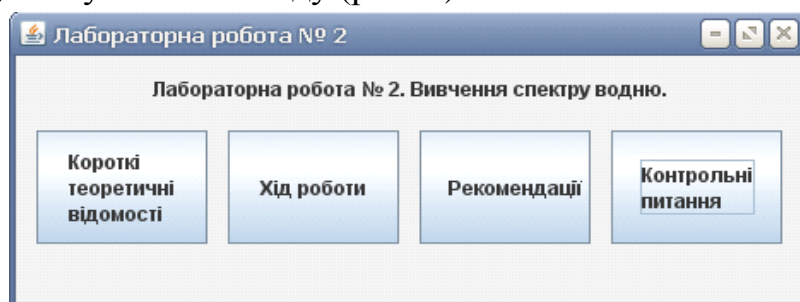 Лабораторна робота № 2
Лабораторна робота № 2. Вивчення спектру водню.
Короткі
теоретичні
відомості
Хід роботи
Рекомендації
Контрольні
питання